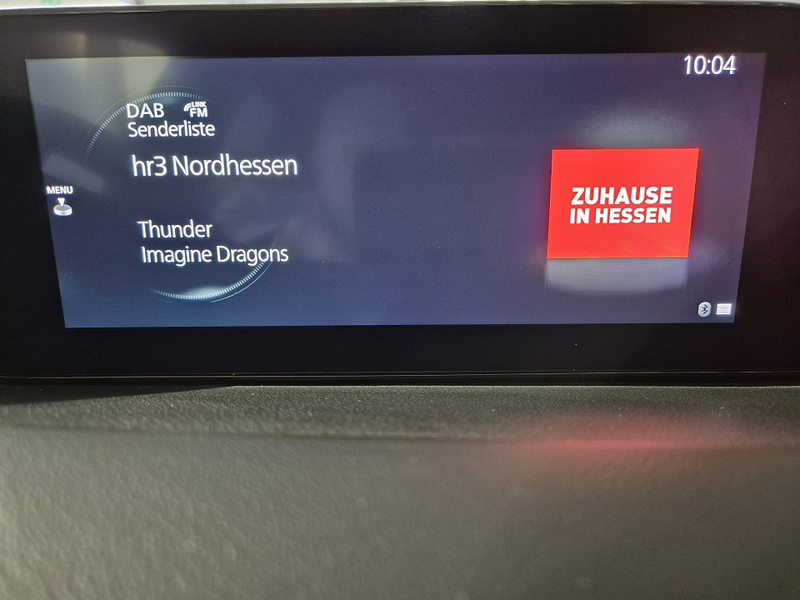 10:04
DAB LINK FM
Senderliste
hr3 Nordhessen
MENU
Thunder
Imagine Dragons
ZUHAUSE
IN HESSEN